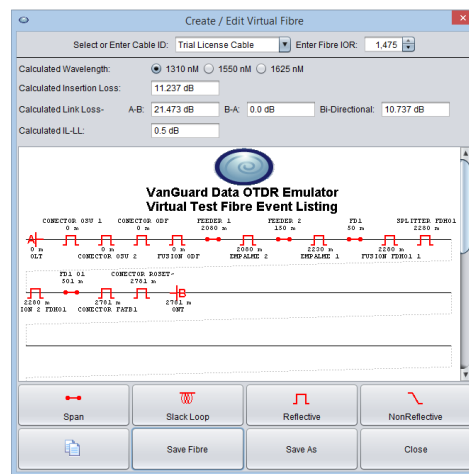 Create / Edit Virtual Fibre
Select or Enter Cable ID: Trial License Cable Enter Fibre IOR: 1,475
Calculated Wavelength: 1310 nM 1550 nM 1625 nM
Calculated Insertion Loss: 11.237 dB
Calculated Link Loss- A-B: 21.473 dB B-A: 0.0 dB Bi-Directional: 10.737 dB
Calculated IL-LL: 0.5 dB
VanGuard Data OTDR Emulator
Virtual Test Fibre Event Listing
CONECTOR OSU 1 CONECTOR ODF FEEDER 1 FEEDER 2 FD1 SPLITTER FDH01
0 m 0 m 2080 m 150 m 50 m 2280 m
A
0 m 0 m 0 m 2080 m 2230 m 2280 m
OLT CONECTOR OSU 2 FUSION ODF EMPALME 2 EMPALME 1 FUSION FDH01 1
FD1 01 CONECTOR ROSET-
501 m 2781 m
B
2280 m 2781 m 2781 m
ION 2 FDH01 CONECTOR FATB1 ONT
Span Slack Loop Reflective NonReflective
Save Fibre Save As Close